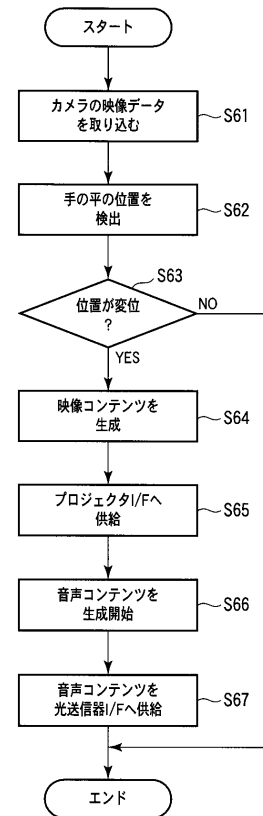 スタート
カメラの映像データ
を取り込む
S61
手の平の位置を
検出
S62
S63
位置が変位
?
NO
YES
映像コンテンツを
生成
S64
プロジェクタI/Fへ
供給
S65
音声コンテンツを
生成開始
S66
音声コンテンツを
光送信器I/Fへ供給
S67
エンド